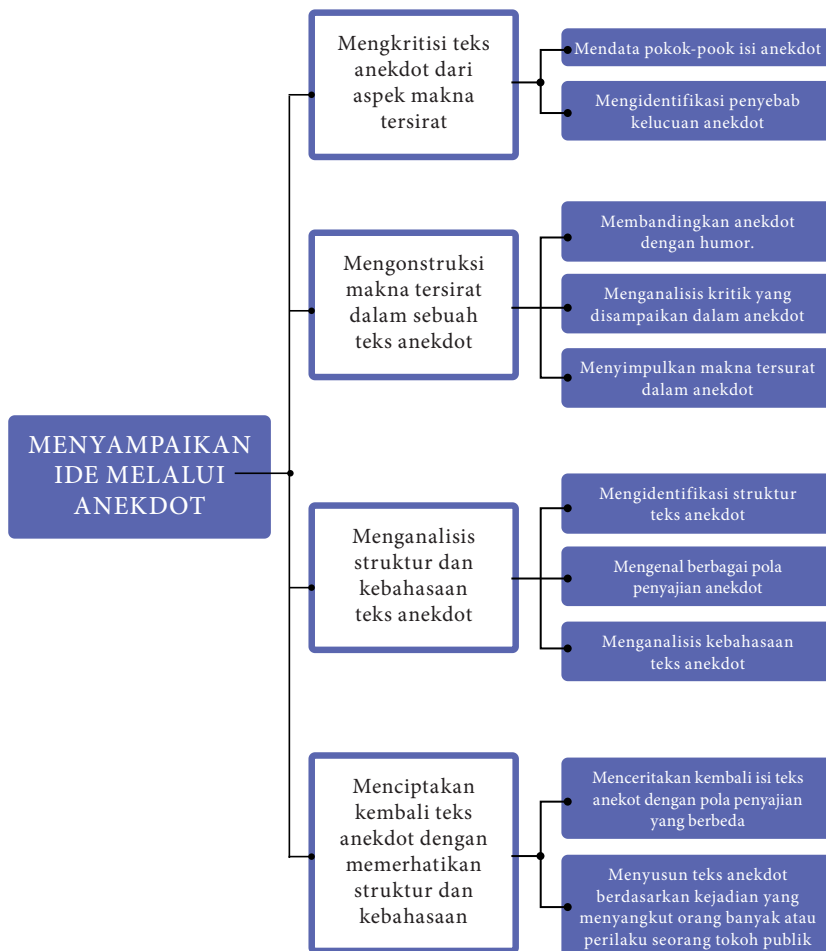 MENYAMPAIKAN
IDE MELALUI
ANEKDOT
Mengkritisi teks
anekdot dari
aspek makna
tersirat
Mendata pokok-pook isi anekdot
Mengidentifikasi penyebab
kelucuan anekdot
Mengonstruksi
makna tersirat
dalam sebuah
teks anekdot
Membandingkan anekdot
dengan humor.
Menganalisis kritik yang
disampaikan dalam anekdot
Menyimpulkan makna tersurat
dalam anekdot
Menganalisis
struktur dan
kebahasaan
teks anekdot
Mengidentifikasi struktur
teks anekdot
Mengenal berbagai pola
penyajian anekdot
Menganalisis kebahasaan
teks anekdot
Menciptakan
kembali teks
anekdot dengan
memerhatikan
struktur dan
kebahasaan
Menceritakan kembali isi teks
anekot dengan pola penyajian
yang berbeda
Menyusun teks anekdot
berdasarkan kejadian yang
menyangkut orang banyak atau
perilaku seorang tokoh publik